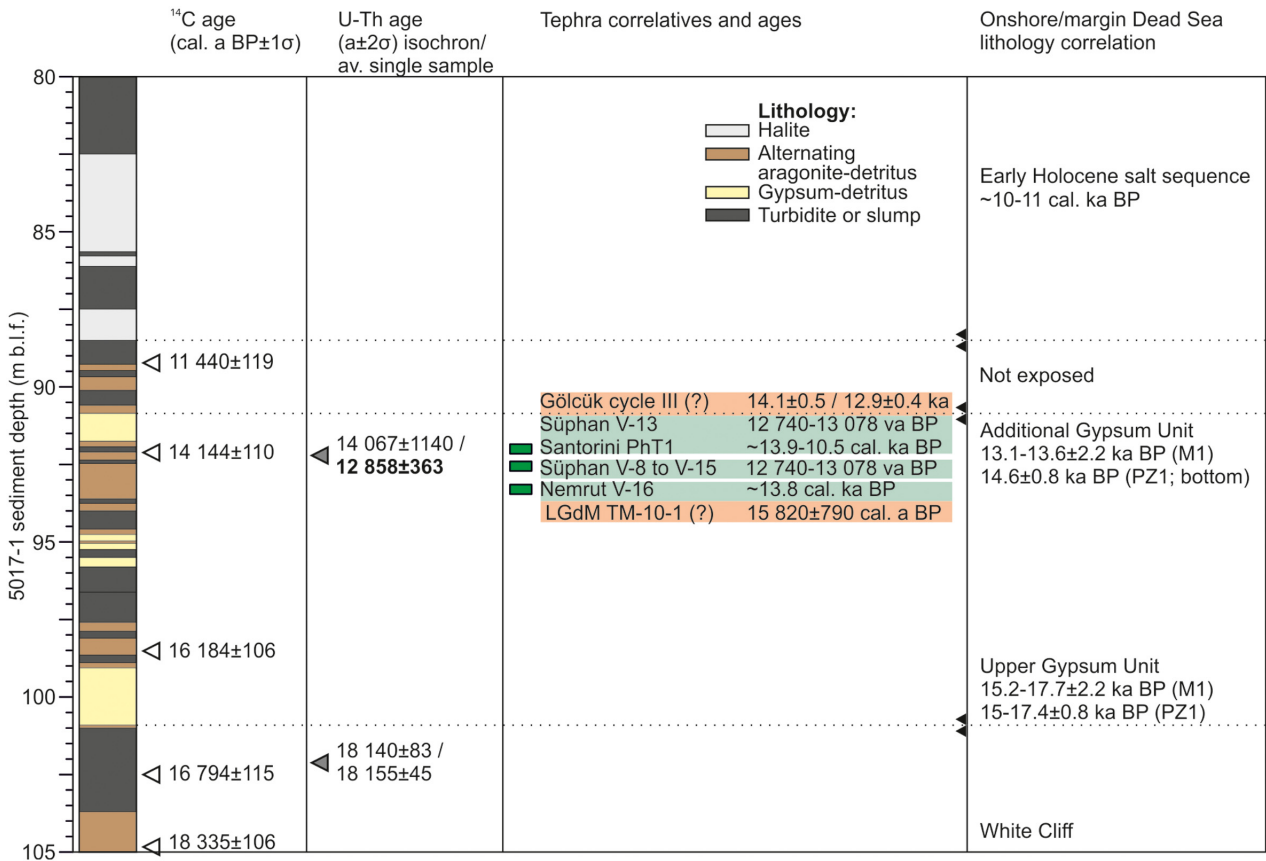 ¹⁴C age
(cal. a BP±1σ)
U-Th age
(a±2σ) isochron/
av. single sample
Tephra correlatives and ages
Onshore/margin Dead Sea
lithology correlation
5017-1 sediment depth (m b.l.f.)
80
85
90
95
100
105
11 440±119
14 144±110
16 184±106
16 794±115
18 335±106
14 067±1140 /
12 858±363
18 140±83 /
18 155±45
Lithology:
Halite
Alternating
aragonite-detritus
Gypsum-detritus
Turbidite or slump
Gölcük cycle III (?) 14.1±0.5 / 12.9±0.4 ka
Süphan V-13 12 740-13 078 va BP
Santorini PhT1 ~13.9-10.5 cal. ka BP
Süphan V-8 to V-15 12 740-13 078 va BP
Nemrut V-16 ~13.8 cal. ka BP
LGdM TM-10-1 (?) 15 820±790 cal. a BP
Early Holocene salt sequence
~10-11 cal. ka BP
Not exposed
Additional Gypsum Unit
13.1-13.6±2.2 ka BP (M1)
14.6±0.8 ka BP (PZ1; bottom)
Upper Gypsum Unit
15.2-17.7±2.2 ka BP (M1)
15-17.4±0.8 ka BP (PZ1)
White Cliff